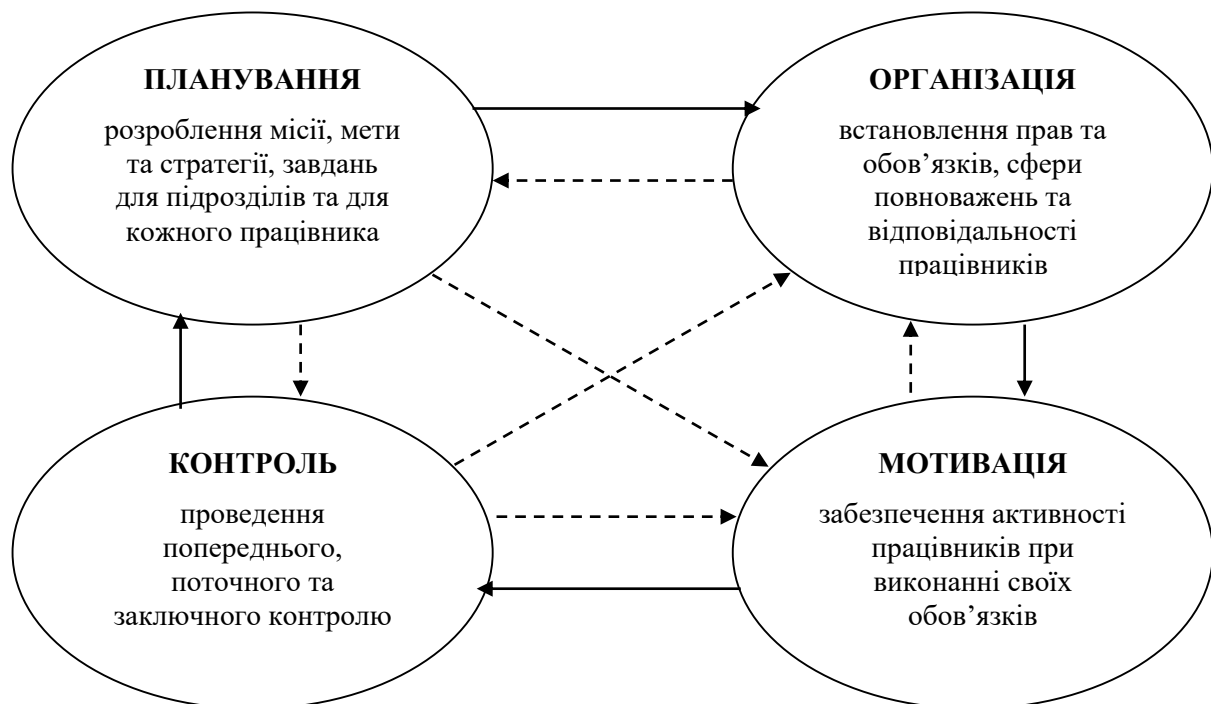 ПЛАНУВАННЯ
розроблення місії, мети
та стратегії, завдань
для підрозділів та для
кожного працівника
ОРГАНІЗАЦІЯ
встановлення прав та
обов’язків, сфери
повноважень та
відповідальності
працівників
КОНТРОЛЬ
проведення
попереднього,
поточного та
заключного контролю
МОТИВАЦІЯ
забезпечення активності
працівників при
виконанні своїх
обов’язків